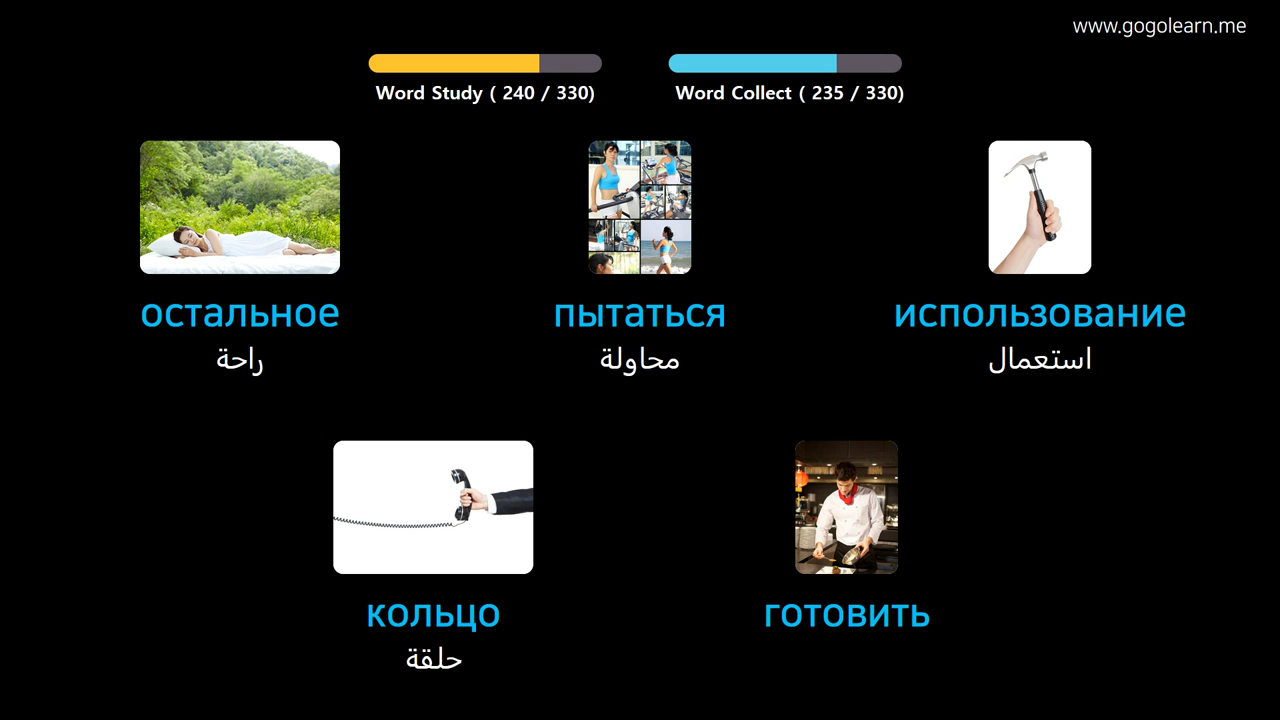 www.gogolearn.me
Word Study ( 240 / 330)
Word Collect ( 235 / 330)
остальное
пытаться
использование
راحة
محاولة
استعمال
кольцо
готовить
حلقة